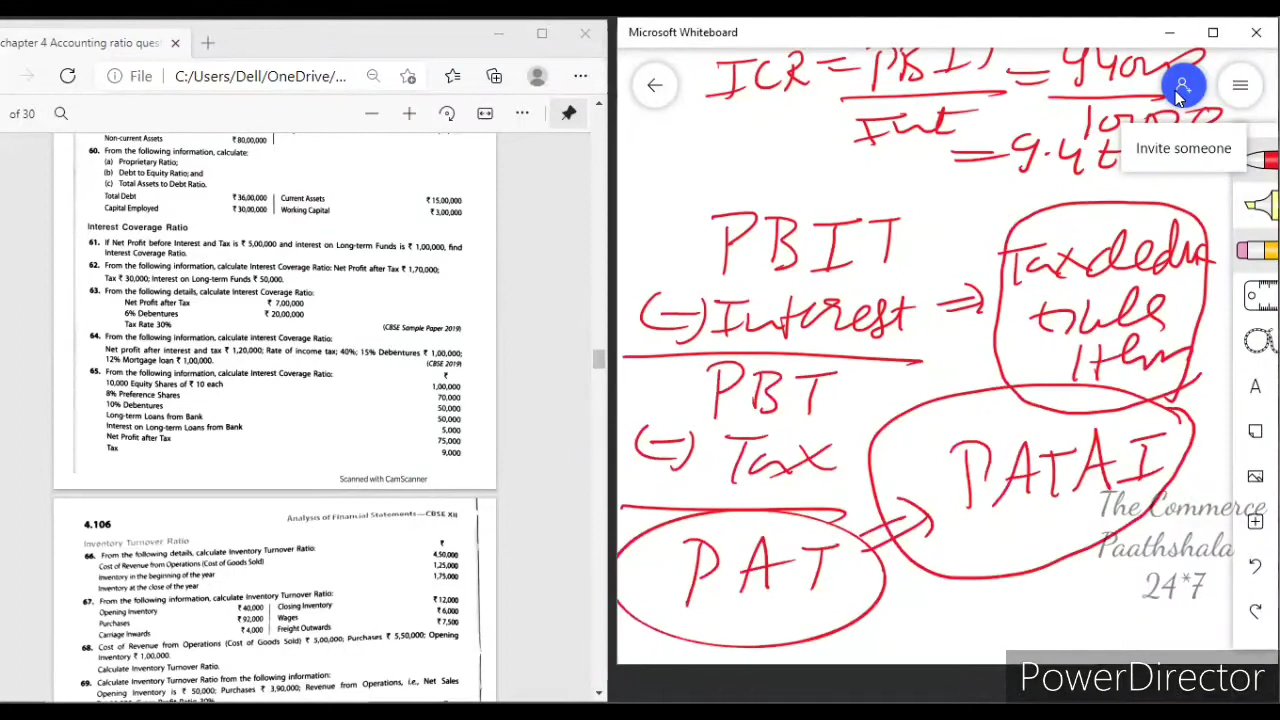 chapter 4 Accounting ratio ques
File
C:/Users/Dell/OneDrive/...
of 30
Non-current Assets ₹ 80,00,000
60. From the following information, calculate:
(a) Proprietary Ratio;
(b) Debt to Equity Ratio; and
(c) Total Assets to Debt Ratio.
Total Debt ₹ 36,00,000 Current Assets ₹ 15,00,000
Capital Employed ₹ 30,00,000 Working Capital ₹ 3,00,000
Interest Coverage Ratio
61. If Net Profit before Interest and Tax is ₹ 5,00,000 and interest on Long-term Funds is ₹ 1,00,000, find
Interest Coverage Ratio.
62. From the following information, calculate Interest Coverage Ratio: Net Profit after Tax ₹ 1,70,000;
Tax ₹ 30,000; Interest on Long-term Funds ₹ 50,000.
63. From the following details, calculate Interest Coverage Ratio:
Net Profit after Tax ₹ 7,00,000
6% Debentures ₹ 20,00,000
Tax Rate 30% (CBSE Sample Paper 2019)
64. From the following information, calculate Interest Coverage Ratio:
Net profit after interest and tax ₹ 1,20,000; Rate of income tax; 40%; 15% Debentures ₹ 1,00,000;
12% Mortgage loan ₹ 1,00,000. (CBSE 2019)
65. From the following information, calculate Interest Coverage Ratio: ₹
10,000 Equity Shares of ₹ 10 each 1,00,000
8% Preference Shares 70,000
10% Debentures 50,000
Long-term Loans from Bank 50,000
Interest on Long-term Loans from Bank 5,000
Net Profit after Tax 75,000
Tax 9,000
Scanned with CamScanner
4.106 Analysis of Financial Statements—CBSE XII
Inventory Turnover Ratio
66. From the following details, calculate Inventory Turnover Ratio: ₹
Cost of Revenue from Operations (Cost of Goods Sold) 4,50,000
Inventory in the beginning of the year 1,25,000
Inventory at the close of the year 1,75,000
67. From the following information, calculate Inventory Turnover Ratio:
Opening Inventory ₹ 40,000 Closing Inventory ₹ 12,000
Purchases ₹ 92,000 Wages ₹ 6,000
Carriage Inwards ₹ 4,000 Freight Outwards ₹ 7,500
68. Cost of Revenue from Operations (Cost of Goods Sold) ₹ 5,00,000; Purchases ₹ 5,50,000; Opening
Inventory ₹ 1,00,000.
Calculate Inventory Turnover Ratio.
69. Calculate Inventory Turnover Ratio from the following information:
Opening Inventory is ₹ 50,000; Purchases ₹ 3,90,000; Revenue from Operations, i.e., Net Sales
Microsoft Whiteboard
ICR = PBIT =
Int
= 9.4
Invite someone
PBIT
(-) Interest ⇒
Tax deduc
tible
Item
PBT
(-) Tax
PAT ⇒ PATAI
A
The Commerce
Paathshala
24*7
PowerDirector